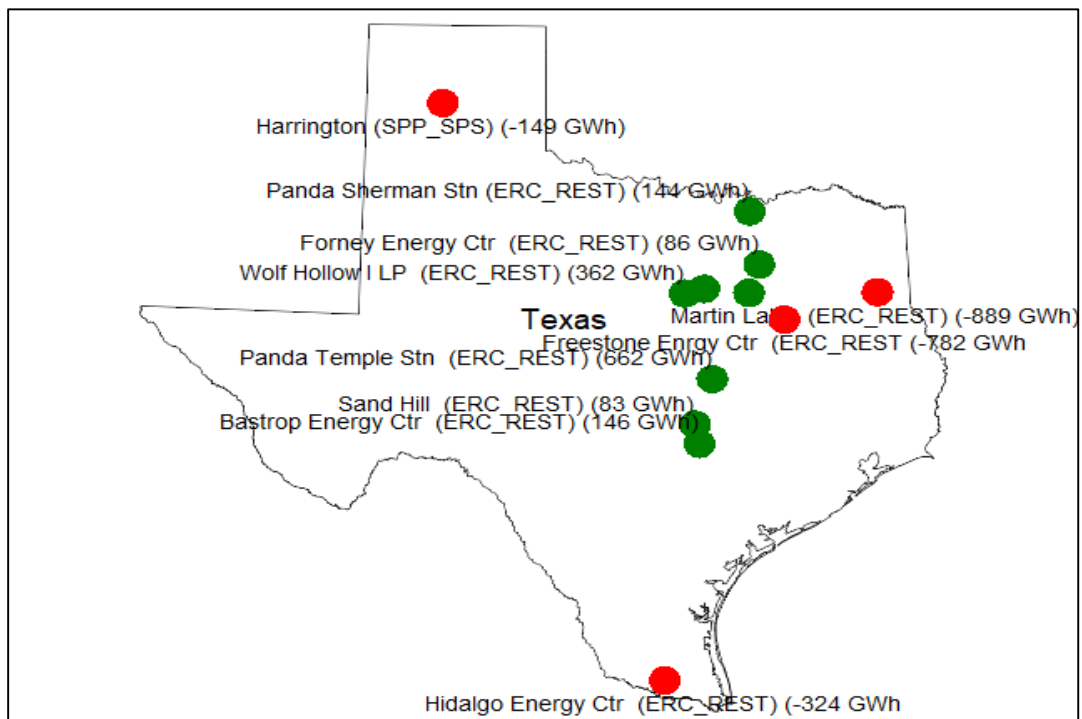 Harrington (SPP_SPS) (-149 GWh)
Panda Sherman Stn (ERC_REST) (144 GWh)
Forney Energy Ctr (ERC_REST) (86 GWh)
Wolf Hollow I LP (ERC_REST) (362 GWh)
Texas
Martin La (ERC_REST) (-889 GWh)
Freestone Enrgy Ctr (ERC_REST (-782 GWh
Panda Temple Stn (ERC_REST) (662 GWh)
Sand Hill (ERC_REST) (83 GWh)
Bastrop Energy Ctr (ERC_REST) (146 GWh)
Hidalgo Energy Ctr (ERC_REST) (-324 GWh